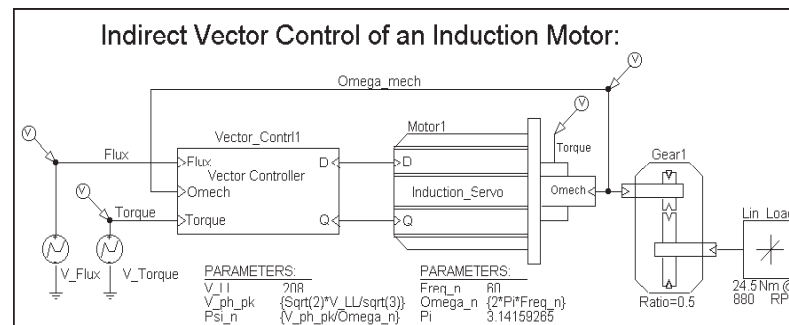 Indirect Vector Control of an Induction Motor:
V
Omega_mech
V
V
Vector_Contrl1
Motor1
Flux
Flux
D
D
Torque
Gear1
Vector Controller
V
Omech
Induction_Servo
Omech
Torque
Torque
Q
Q
Lin_Load
V_Flux
V_Torque
PARAMETERS:
V_LL 208
V_ph_pk {Sqrt(2)*V_LL/sqrt(3)}
Psi_n {V_ph_pk/Omega_n}
PARAMETERS:
Freq_n 60
Omega_n {2*Pi*Freq_n}
Pi 3.14159265
Ratio=0.5
24.5 Nm @
880 RP